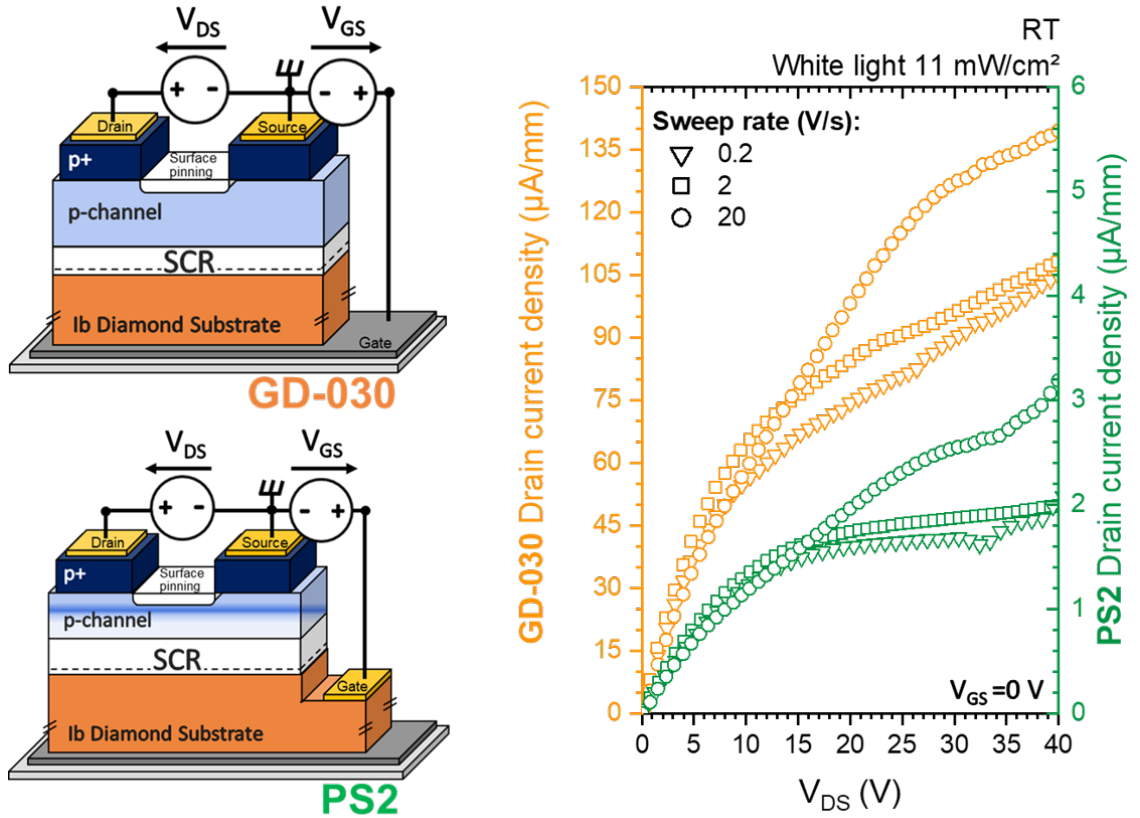 V_DS
V_GS
+
-
-
+
Drain
Source
p+
Surface
pinning
p-channel
SCR
Ib Diamond Substrate
Gate
GD-030
V_DS
V_GS
+
-
-
+
Drain
Source
p+
Surface
pinning
p-channel
SCR
Gate
Ib Diamond Substrate
PS2
RT
White light 11 mW/cm²
GD-030 Drain current density (µA/mm)
150
135
120
105
90
75
60
45
30
15
0
Sweep rate (V/s):
0.2
2
20
V_GS=0 V
6
5
4
3
2
1
0
PS2 Drain current density (µA/mm)
0 5 10 15 20 25 30 35 40
V_DS (V)